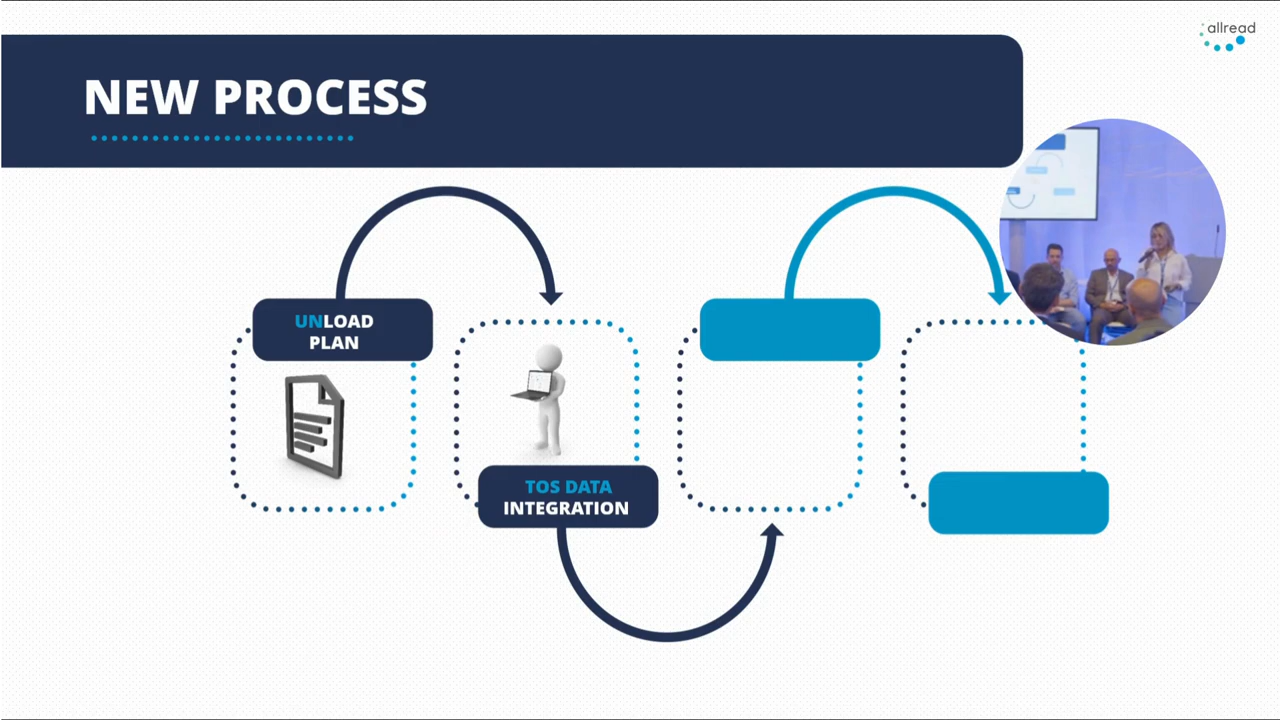 allread
NEW PROCESS
UNLOAD
PLAN
TOS DATA
INTEGRATION